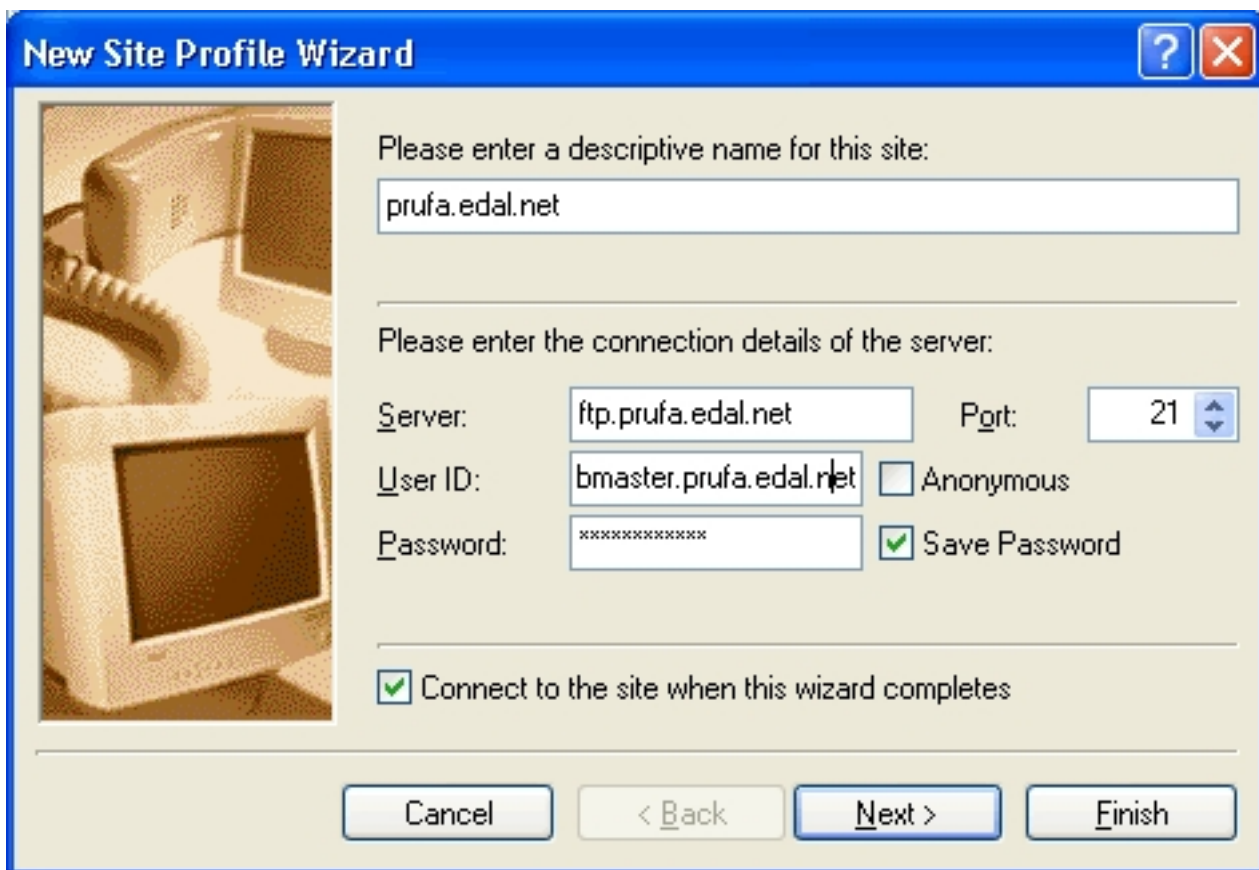 New Site Profile Wizard
Please enter a descriptive name for this site:
prufa.edal.net
Please enter the connection details of the server:
Server: ftp.prufa.edal.net Port: 21
User ID: bmaster.prufa.edal.net Anonymous
Password: ************ Save Password
Connect to the site when this wizard completes
Cancel < Back Next > Finish